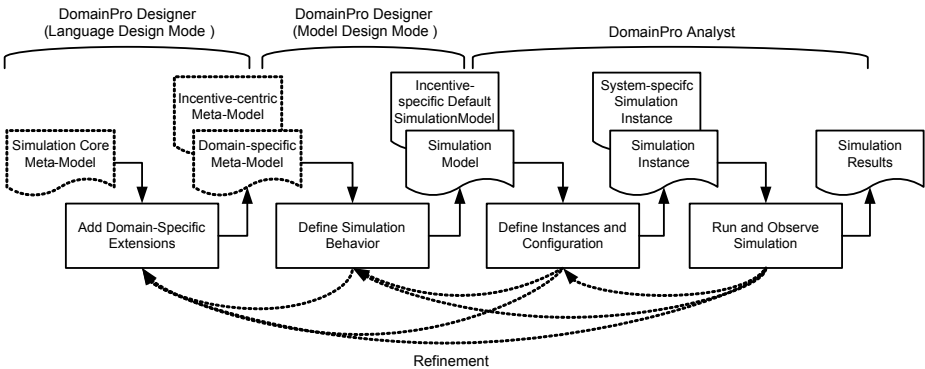 DomainPro Designer
(Language Design Mode )
DomainPro Designer
(Model Design Mode )
DomainPro Analyst
Incentive-centric
Meta-Model
Incentive-
specific Default
SimulationModel
System-specifc
Simulation
Instance
Simulation Core
Meta-Model
Domain-specific
Meta-Model
Simulation
Model
Simulation
Instance
Simulation
Results
Add Domain-Specific
Extensions
Define Simulation
Behavior
Define Instances and
Configuration
Run and Observe
Simulation
Refinement